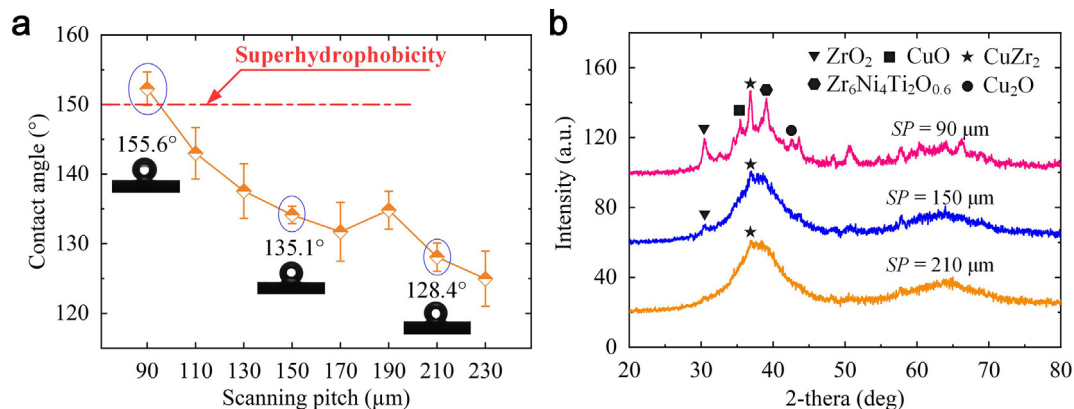 a
Superhydrophobicity
155.6°
135.1°
128.4°
160
150
140
130
120
90 110 130 150 170 190 210 230
Contact angle (°)
Scanning pitch (µm)
b
ZrO₂ CuO CuZr₂
Zr₆Ni₄Ti₂O₀.₆ Cu₂O
SP = 90 µm
SP = 150 µm
SP = 210 µm
160
120
80
40
0
20 30 40 50 60 70 80
Intensity (a.u.)
2-thera (deg)